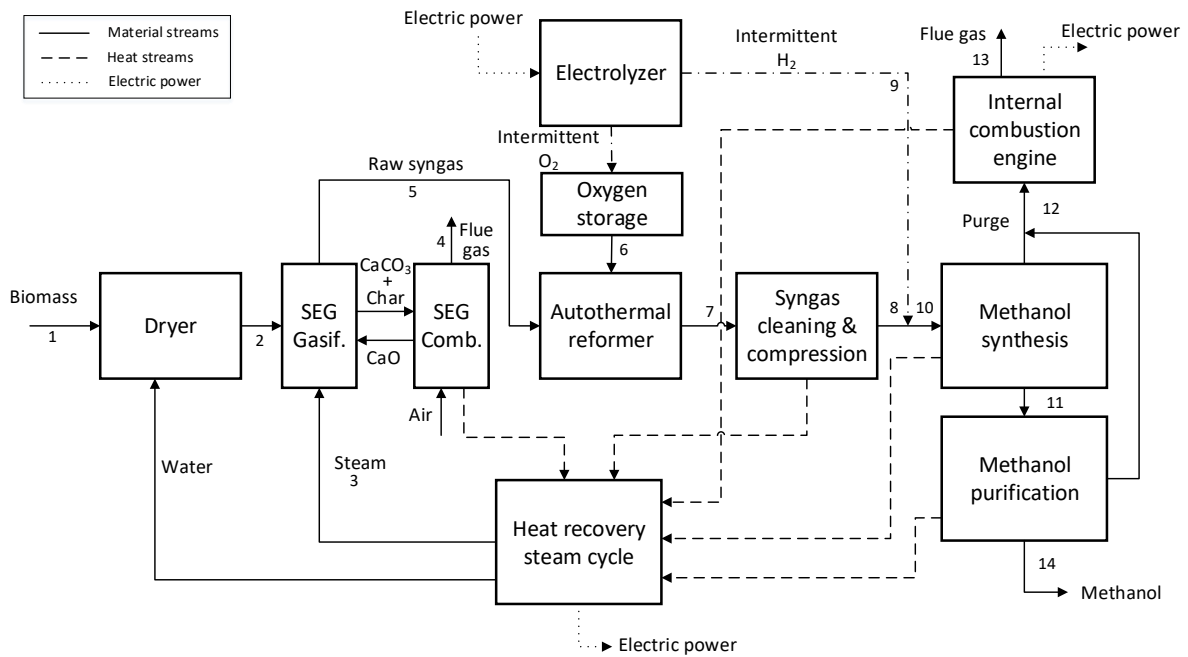 Material streams
Heat streams
Electric power
Electric power
Electrolyzer
Intermittent
H2
9
Flue gas
13
Electric power
Internal
combustion
engine
Intermittent
O2
Oxygen
storage
6
Raw syngas
5
4
Flue
gas
CaCO3
+
Char
CaO
Biomass
1
Dryer
2
SEG
Gasif.
SEG
Comb.
Air
Autothermal
reformer
7
Syngas
cleaning &
compression
8
10
Purge
12
Methanol
synthesis
11
Methanol
purification
14
Methanol
Water
Steam
3
Heat recovery
steam cycle
Electric power